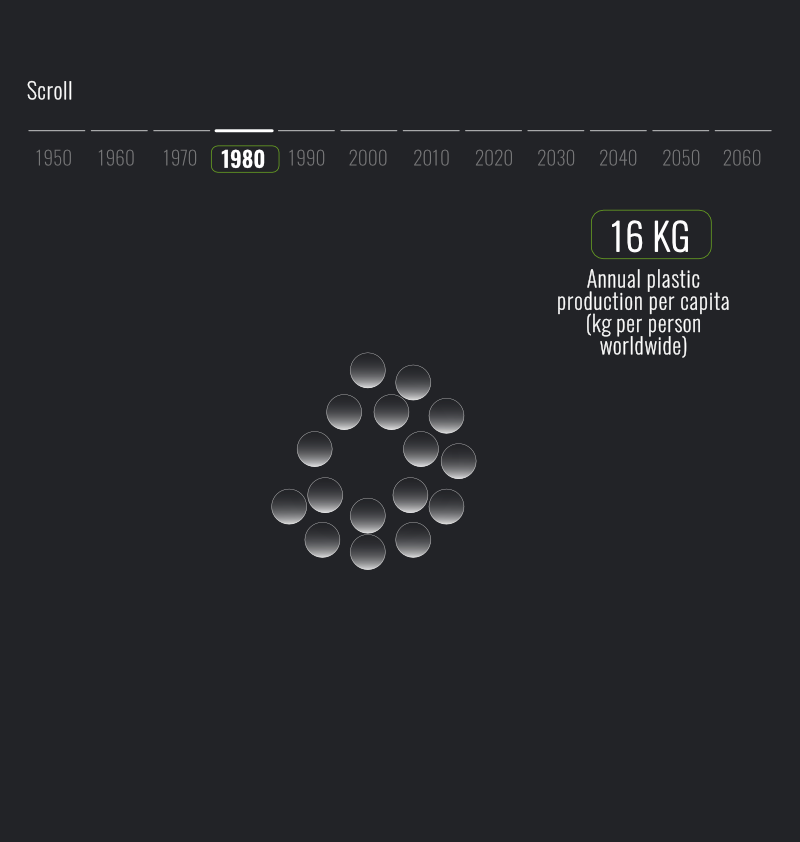 Scroll
1950 1960 1970 1980 1990 2000 2010 2020 2030 2040 2050 2060
16 KG
Annual plastic
production per capita
(kg per person
worldwide)